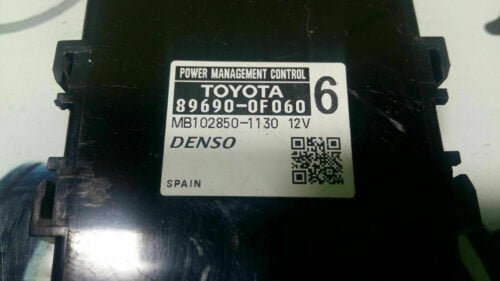 POWER MANAGEMENT CONTROL
TOYOTA
89690-0F060 6
MB102850-1130 12V
DENSO
SPAIN